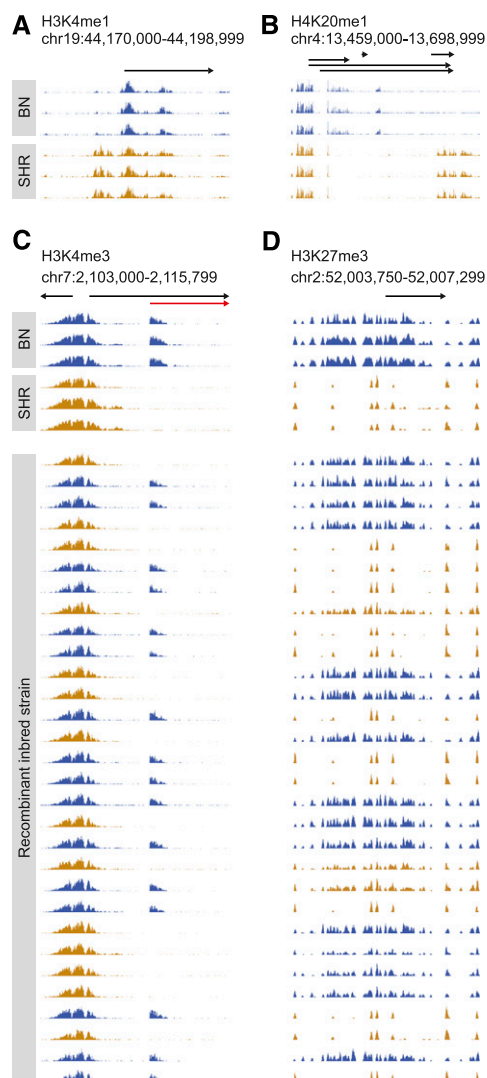 A
H3K4me1
chr19:44,170,000-44,198,999
B
H4K20me1
chr4:13,459,000-13,698,999
BN
SHR
C
H3K4me3
chr7:2,103,000-2,115,799
D
H3K27me3
chr2:52,003,750-52,007,299
BN
SHR
Recombinant inbred strain